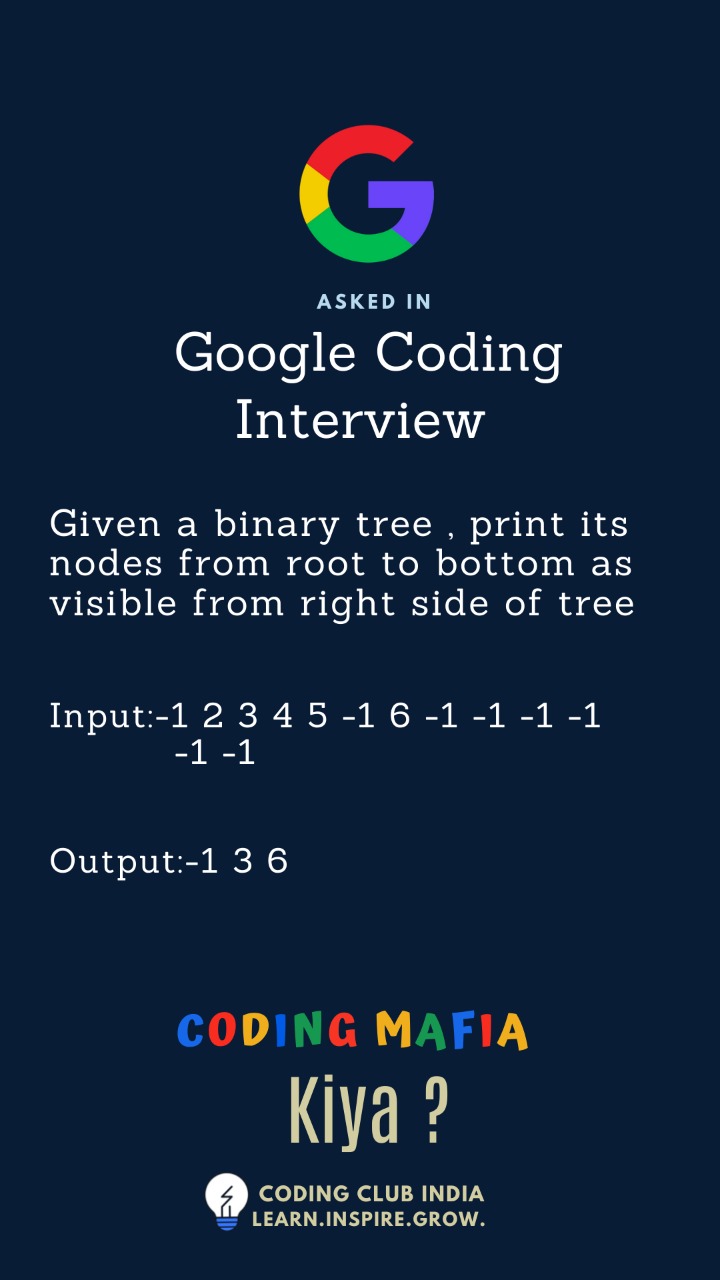 ASKED IN
Google Coding
Interview
Given a binary tree , print its
nodes from root to bottom as
visible from right side of tree
Input:-1 2 3 4 5 -1 6 -1 -1 -1 -1
-1 -1
Output:-1 3 6
CODING MAFIA
Kiya ?
CODING CLUB INDIA
LEARN.INSPIRE.GROW.